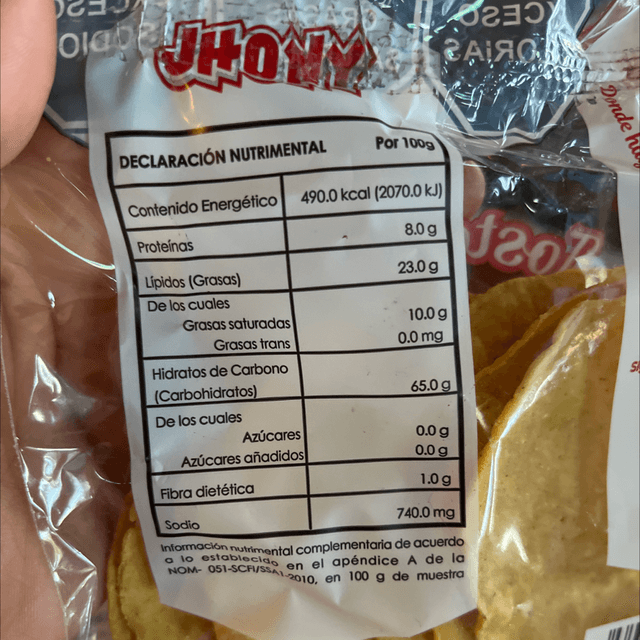 JHONY
DECLARACIÓN NUTRIMENTAL Por 100g
Contenido Energético 490.0 kcal (2070.0 kJ)
Proteínas 8.0 g
Lípidos (Grasas) 23.0 g
De los cuales
Grasas saturadas 10.0 g
Grasas trans 0.0 mg
Hidratos de Carbono
(Carbohidratos) 65.0 g
De los cuales
Azúcares 0.0 g
Azúcares añadidos 0.0 g
Fibra dietética 1.0 g
Sodio 740.0 mg
Información nutrimental complementaria de acuerdo
a lo establecido en el apéndice A de la
NOM- 051-SCFI/SSA1-2010, en 100 g de muestra
Donde